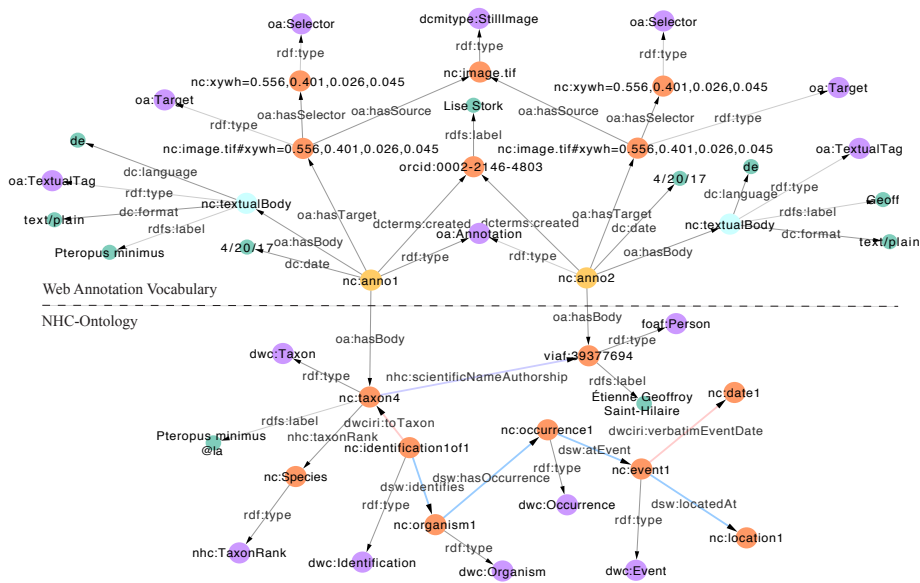 dcmitype:StillImage
oa:Selector
oa:Selector
rdf:type
rdf:type
rdf:type
nc:image.tif
nc:xywh=0.556,0.401,0.026,0.045
nc:xywh=0.556,0.401,0.026,0.045
oa:Target
oa:Target
Lise Stork
oa:hasSelector
oa:hasSource
oa:hasSource
oa:hasSelector
rdf:type
rdf:type
rdfs:label
de
nc:image.tif#xywh=0.556,0.401,0.026,0.045
nc:image.tif#xywh=0.556,0.401,0.026,0.045
oa:TextualTag
orcid:0002-2146-4803
de
dc:language
4/20/17
oa:TextualTag
rdf:type
dc:language
rdf:type
nc:textualBody
Geoff
text/plain
dc:format
rdfs:label
oa:hasTarget
dcterms:created
dcterms:created
oa:hasTarget
dc:date
nc:textualBody
rdfs:label
dc:format
text/plain
oa:Annotation
4/20/17
Pteropus minimus
oa:hasBody
oa:hasBody
dc:date
rdf:type
rdf:type
nc:anno1
nc:anno2
Web Annotation Vocabulary
NHC-Ontology
oa:hasBody
oa:hasBody
foaf:Person
rdf:type
dwc:Taxon
viaf:39377694
rdf:type
nhc:scientificNameAuthorship
rdfs:label
nc:date1
nc:taxon4
Étienne Geoffroy
Saint-Hilaire
rdfs:label
dwciri:toTaxon
dwciri:verbatimEventDate
Pteropus minimus
@la
nhc:taxonRank
nc:identification1of1
nc:occurrence1
dsw:atEvent
nc:Species
dsw:identifies
dsw:hasOccurrence
rdf:type
nc:event1
dsw:locatedAt
rdf:type
nc:organism1
dwc:Occurrence
rdf:type
nc:location1
nhc:TaxonRank
rdf:type
dwc:Identification
dwc:Organism
dwc:Event